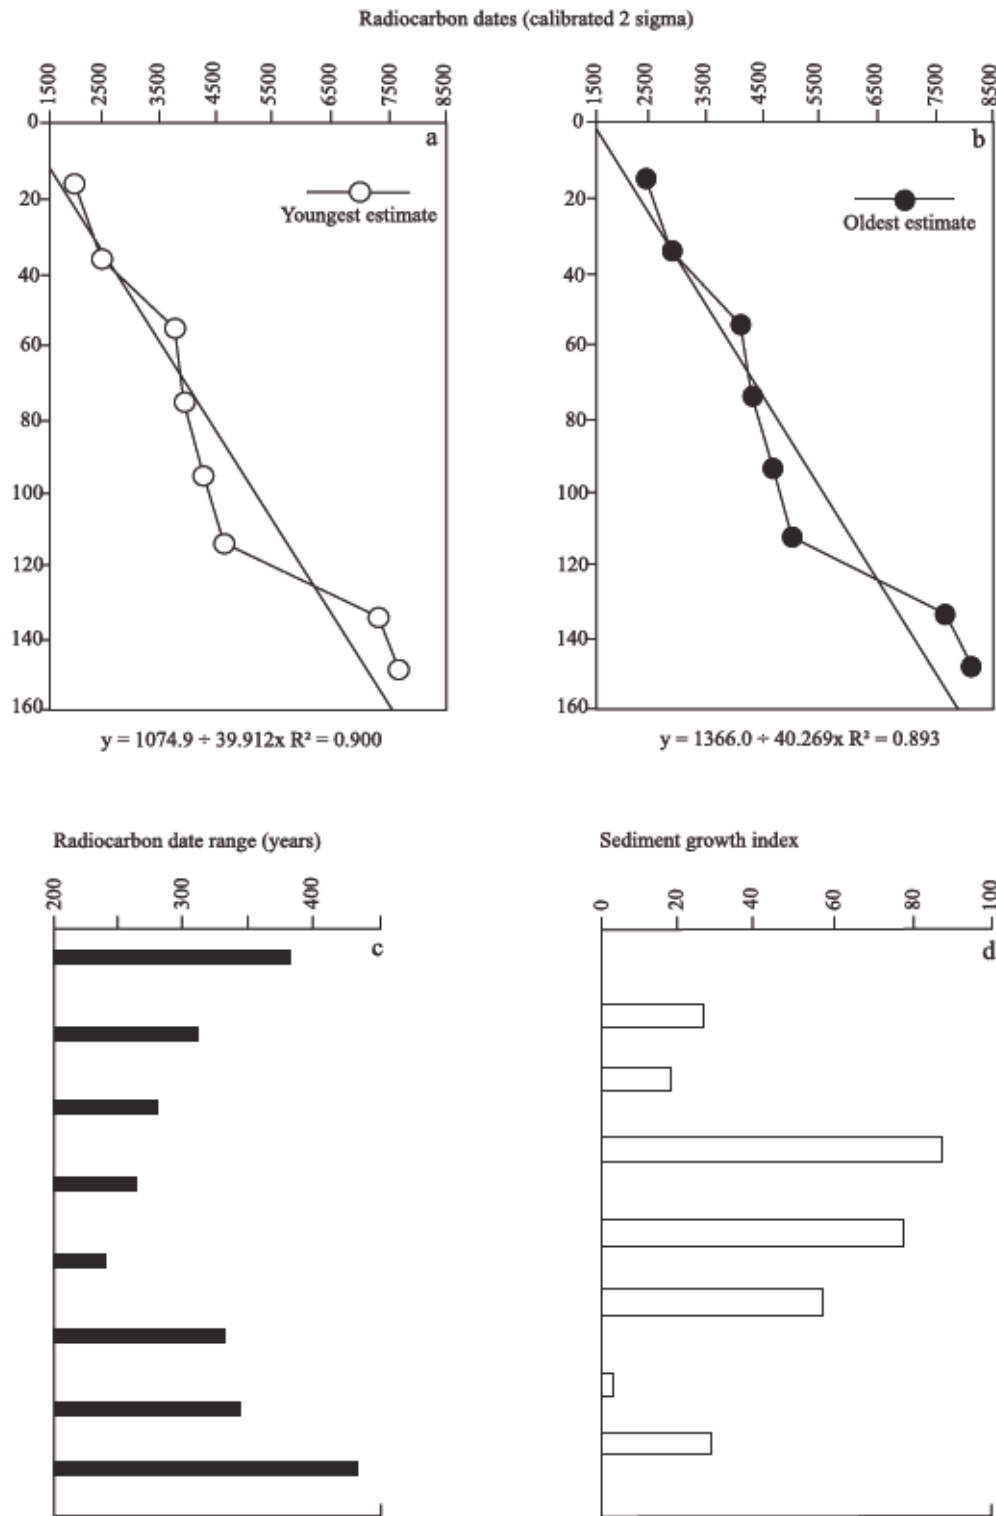 Radiocarbon dates (calibrated 2 sigma)
1500 2500 3500 4500 5500 6500 7500 8500
1500 2500 3500 4500 5500 6500 7500 8500
0
20
40
60
80
100
120
140
160
a
Youngest estimate
0
20
40
60
80
100
120
140
160
b
Oldest estimate
y = 1074.9 ÷ 39.912x R² = 0.900
y = 1366.0 ÷ 40.269x R² = 0.893
Radiocarbon date range (years)
200 300 400
c
Sediment growth index
0 20 40 60 80 100
d